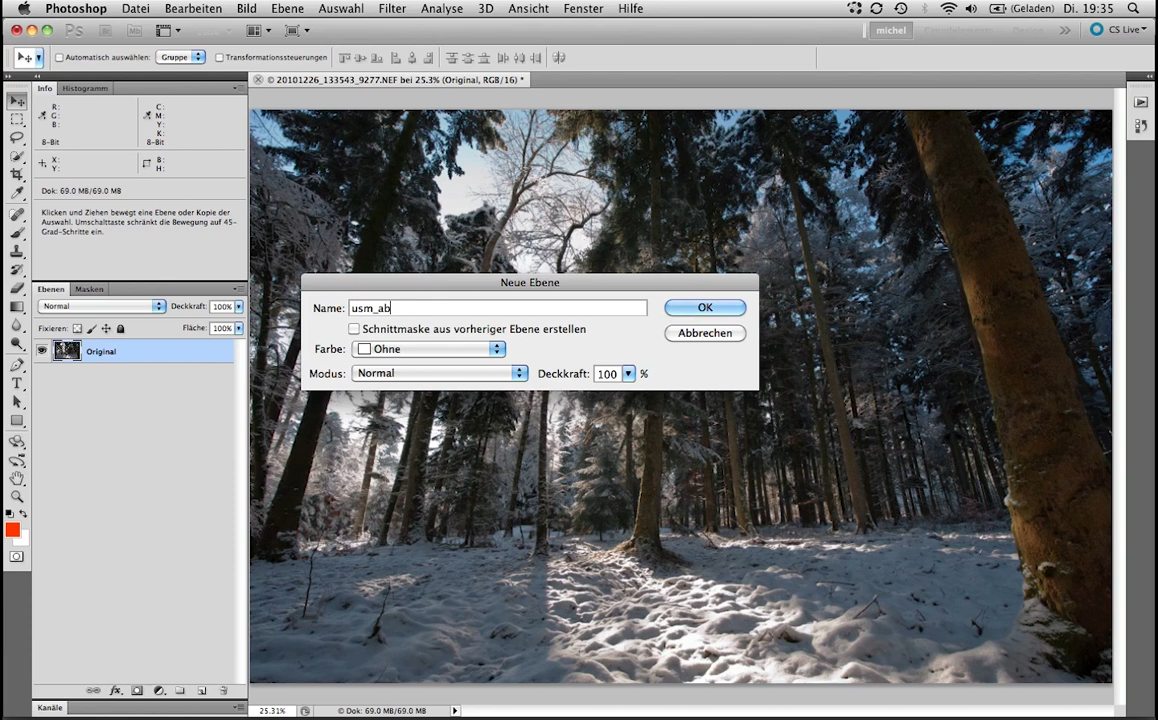 Photoshop Datei Bearbeiten Bild Ebene Auswahl Filter Analyse 3D Ansicht Fenster Hilfe (Geladen) Di. 19:35
Ps Br Mb michel CS Live
Automatisch auswählen: Gruppe Transformationssteuerungen
© 20101226_133543_9277.NEF bei 25.3% (Original, RGB/16) *
Info Histogramm
R: C:
G: M:
B: Y:
K:
8-Bit 8-Bit
X: B:
Y: H:
Dok: 69.0 MB/69.0 MB
Klicken und Ziehen bewegt eine Ebene oder Kopie der
Auswahl. Umschalttaste schränkt die Bewegung auf 45-
Grad-Schritte ein.
Ebenen Masken
Normal Deckkraft: 100%
Fixieren: Fläche: 100%
Original
Neue Ebene
Name: usm_ab OK
Schnittmaske aus vorheriger Ebene erstellen Abbrechen
Farbe: Ohne
Modus: Normal Deckkraft: 100 %
Kanäle
25.31% © Dok: 69.0 MB/69.0 MB